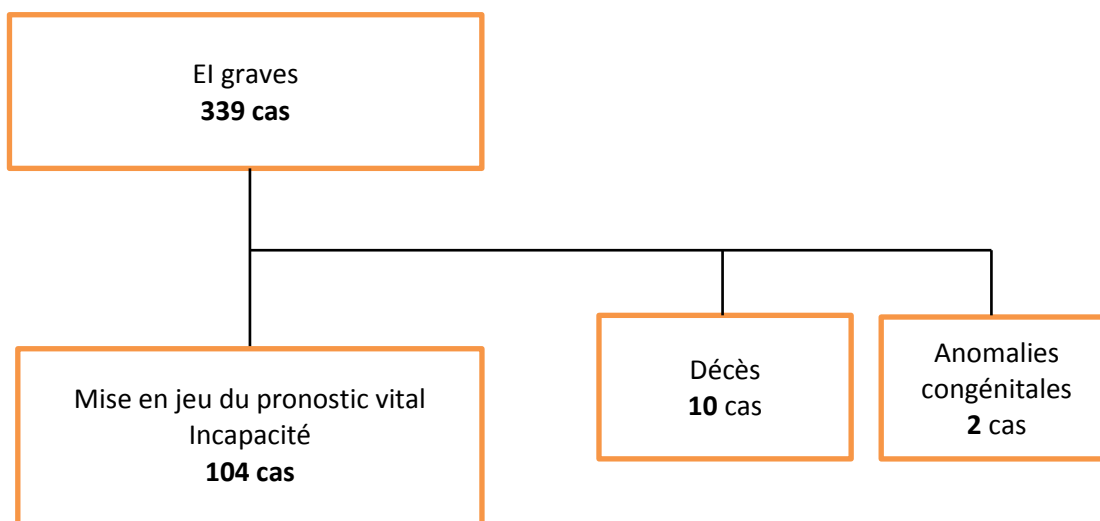 EI graves
339 cas
Mise en jeu du pronostic vital
Incapacité
104 cas
Décès
10 cas
Anomalies
congénitales
2 cas